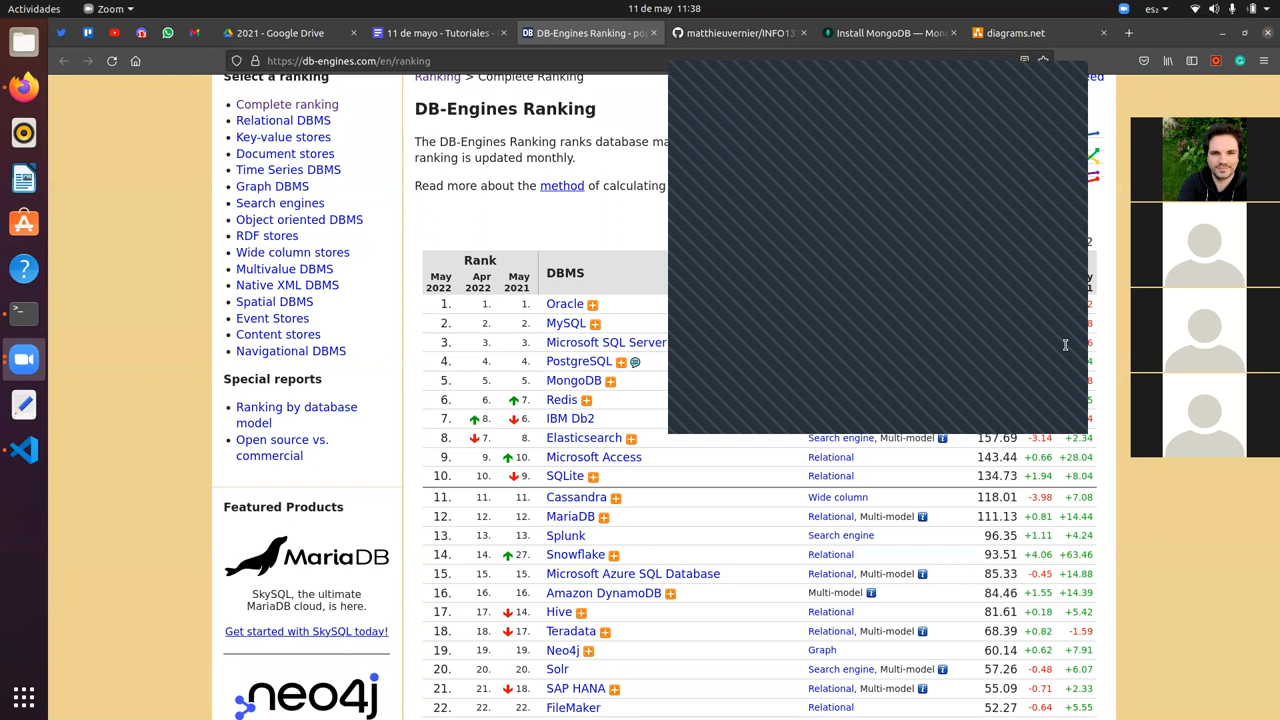 Actividades Zoom 11 de may 11:38 es₂
2021 - Google Drive 11 de mayo - Tutoriales - DB-Engines Ranking - po matthieuvernier/INFO13 Install MongoDB — Mon diagrams.net
https://db-engines.com/en/ranking
Select a ranking
Complete ranking
Relational DBMS
Key-value stores
Document stores
Time Series DBMS
Graph DBMS
Search engines
Object oriented DBMS
RDF stores
Wide column stores
Multivalue DBMS
Native XML DBMS
Spatial DBMS
Event Stores
Content stores
Navigational DBMS
Special reports
Ranking by database
model
Open source vs.
commercial
Featured Products
MariaDB
SkySQL, the ultimate
MariaDB cloud, is here.
Get started with SkySQL today!
neo4j
Ranking > Complete Ranking
DB-Engines Ranking
The DB-Engines Ranking ranks database ma
ranking is updated monthly.
Read more about the method of calculating
Rank
May Apr May DBMS
2022 2022 2021
1. 1. 1. Oracle
2. 2. 2. MySQL
3. 3. 3. Microsoft SQL Server
4. 4. 4. PostgreSQL
5. 5. 5. MongoDB
6. 6. 7. Redis
7. 8. 6. IBM Db2
8. 7. 8. Elasticsearch Search engine, Multi-model 157.69 -3.14 +2.34
9. 9. 10. Microsoft Access Relational 143.44 +0.66 +28.04
10. 10. 9. SQLite Relational 134.73 +1.94 +8.04
11. 11. 11. Cassandra Wide column 118.01 -3.98 +7.08
12. 12. 12. MariaDB Relational, Multi-model 111.13 +0.81 +14.44
13. 13. 13. Splunk Search engine 96.35 +1.11 +4.24
14. 14. 27. Snowflake Relational 93.51 +4.06 +63.46
15. 15. 15. Microsoft Azure SQL Database Relational, Multi-model 85.33 -0.45 +14.88
16. 16. 16. Amazon DynamoDB Multi-model 84.46 +1.55 +14.39
17. 17. 14. Hive Relational 81.61 +0.18 +5.42
18. 18. 17. Teradata Relational, Multi-model 68.39 +0.82 -1.59
19. 19. 19. Neo4j Graph 60.14 +0.62 +7.91
20. 20. 20. Solr Search engine, Multi-model 57.26 -0.48 +6.07
21. 21. 18. SAP HANA Relational, Multi-model 55.09 -0.71 +2.33
22. 22. 22. FileMaker Relational 52.27 -0.64 +5.55